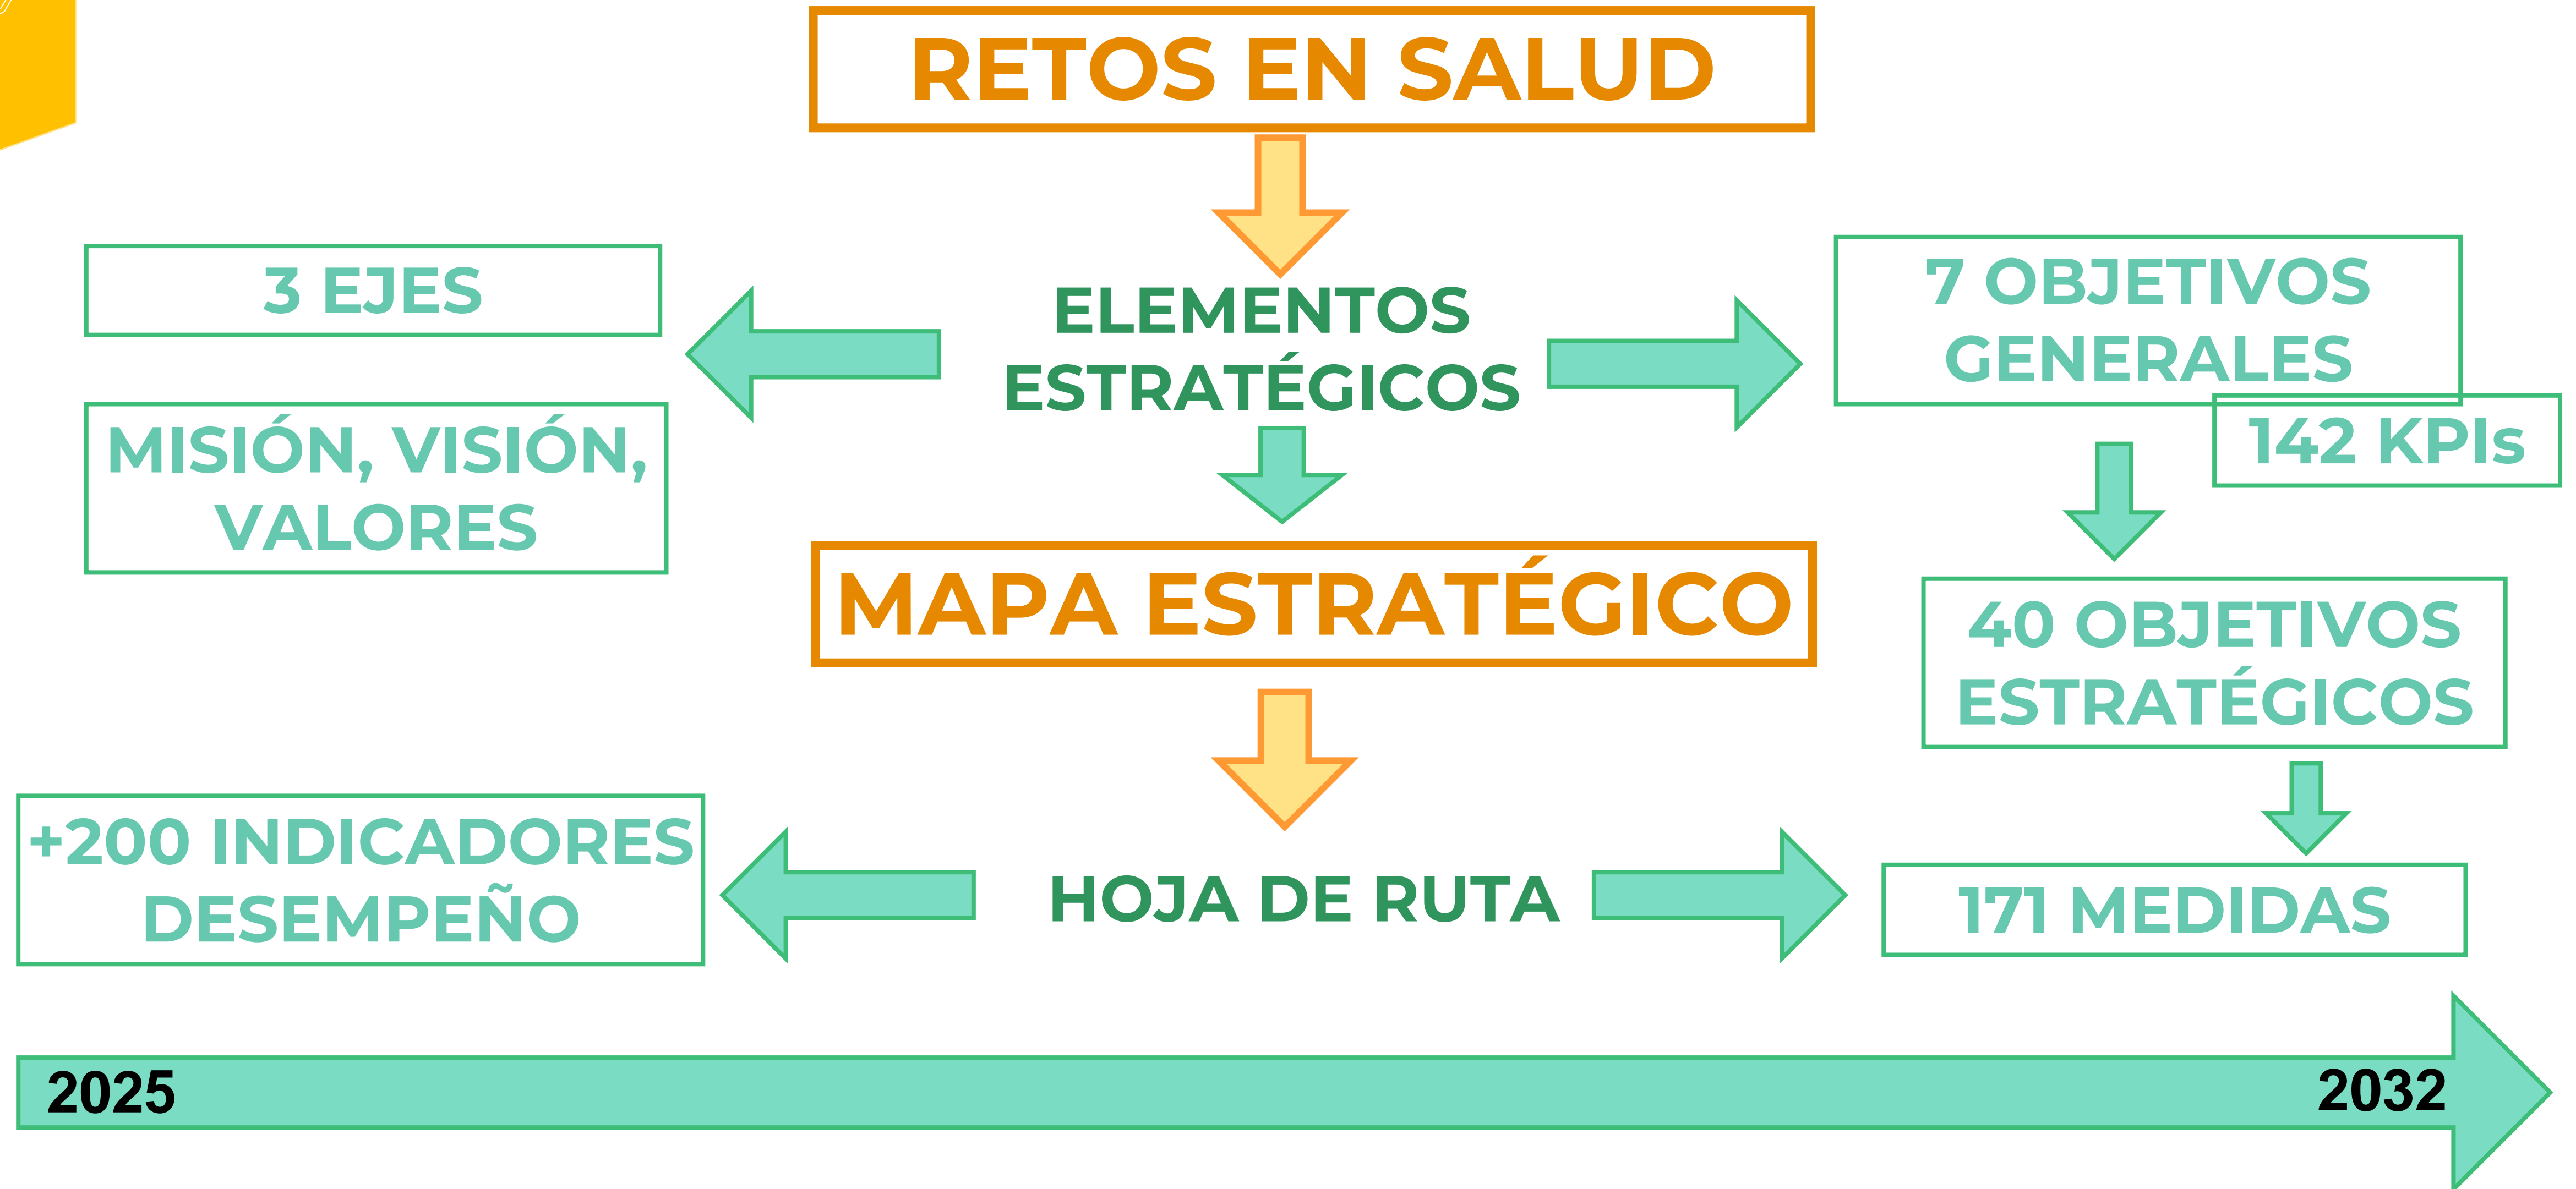 RETOS EN SALUD
3 EJES
ELEMENTOS
ESTRATÉGICOS
7 OBJETIVOS
GENERALES
142 KPIs
MISIÓN, VISIÓN,
VALORES
MAPA ESTRATÉGICO
40 OBJETIVOS
ESTRATÉGICOS
+200 INDICADORES
DESEMPEÑO
HOJA DE RUTA
171 MEDIDAS
2025
2032